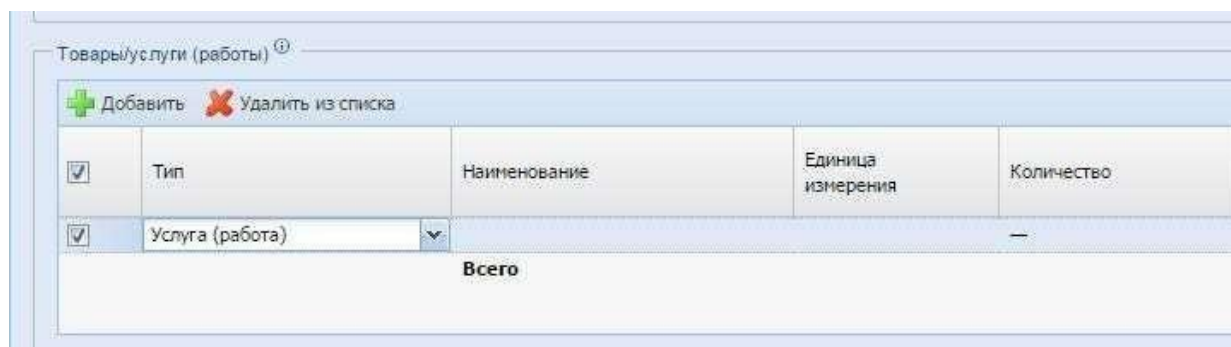 Товары/услуги (работы)
Добавить Удалить из списка
Тип Наименование Единица измерения Количество
Услуга (работа) —
Всего